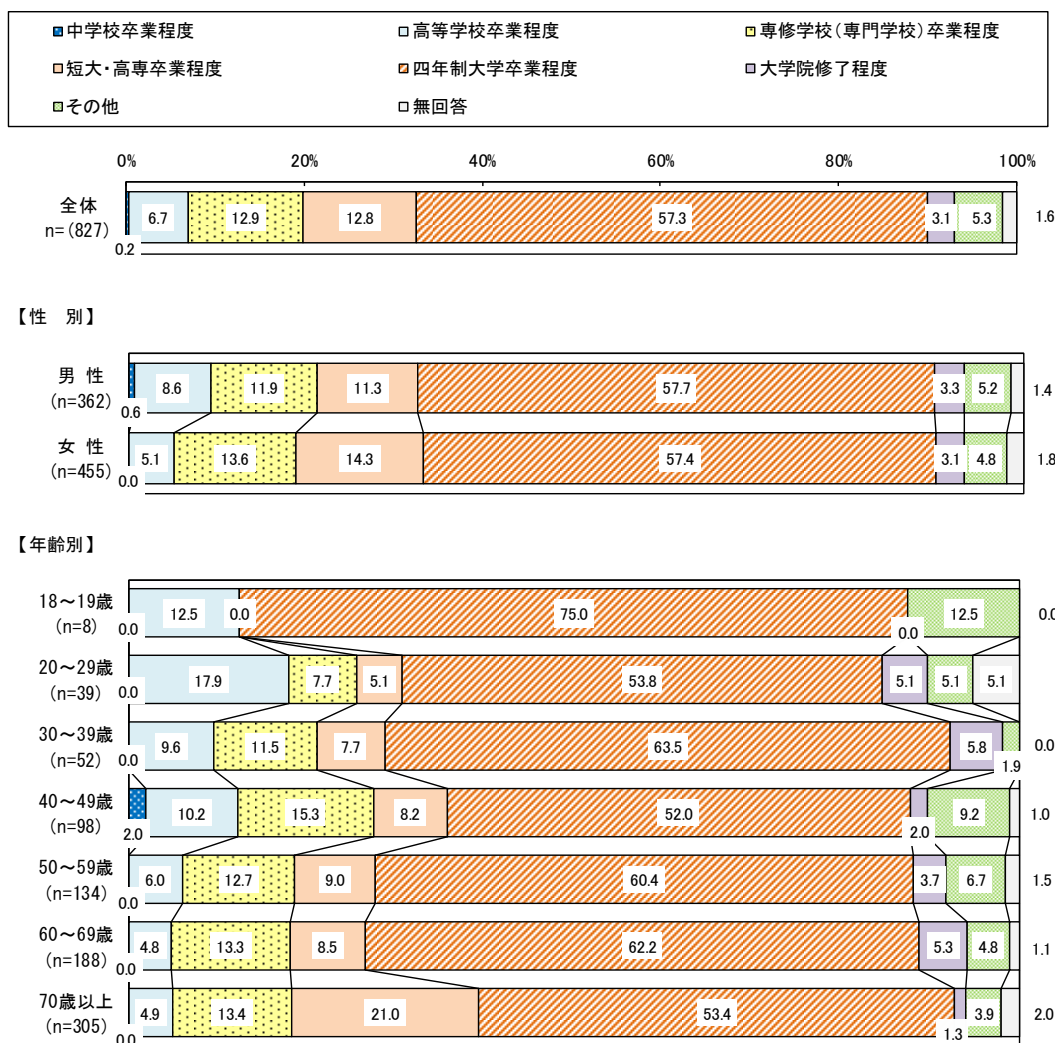 中学校卒業程度 高等学校卒業程度 専修学校(専門学校)卒業程度
短大・高専卒業程度 四年制大学卒業程度 大学院修了程度
その他 無回答
0% 20% 40% 60% 80% 100%
全体 6.7 12.9 12.8 57.3 3.1 5.3 1.6
n=(827)
0.2
【性 別】
男 性 8.6 11.9 11.3 57.7 3.3 5.2 1.4
(n=362)
0.6
女 性 5.1 13.6 14.3 57.4 3.1 4.8 1.8
(n=455) 0.0
【年齢別】
18～19歳 12.5 0.0 75.0 12.5 0.0
(n=8) 0.0 0.0
20～29歳 17.9 7.7 5.1 53.8 5.1 5.1 5.1
(n=39) 0.0
30～39歳 9.6 11.5 7.7 63.5 5.8 0.0
(n=52) 0.0 1.9
40～49歳 10.2 15.3 8.2 52.0 9.2 1.0
(n=98) 2.0 2.0
50～59歳 6.0 12.7 9.0 60.4 3.7 6.7 1.5
(n=134) 0.0
60～69歳 4.8 13.3 8.5 62.2 5.3 4.8 1.1
(n=188) 0.0
70歳以上 4.9 13.4 21.0 53.4 3.9 2.0
(n=305) 0.0 1.3